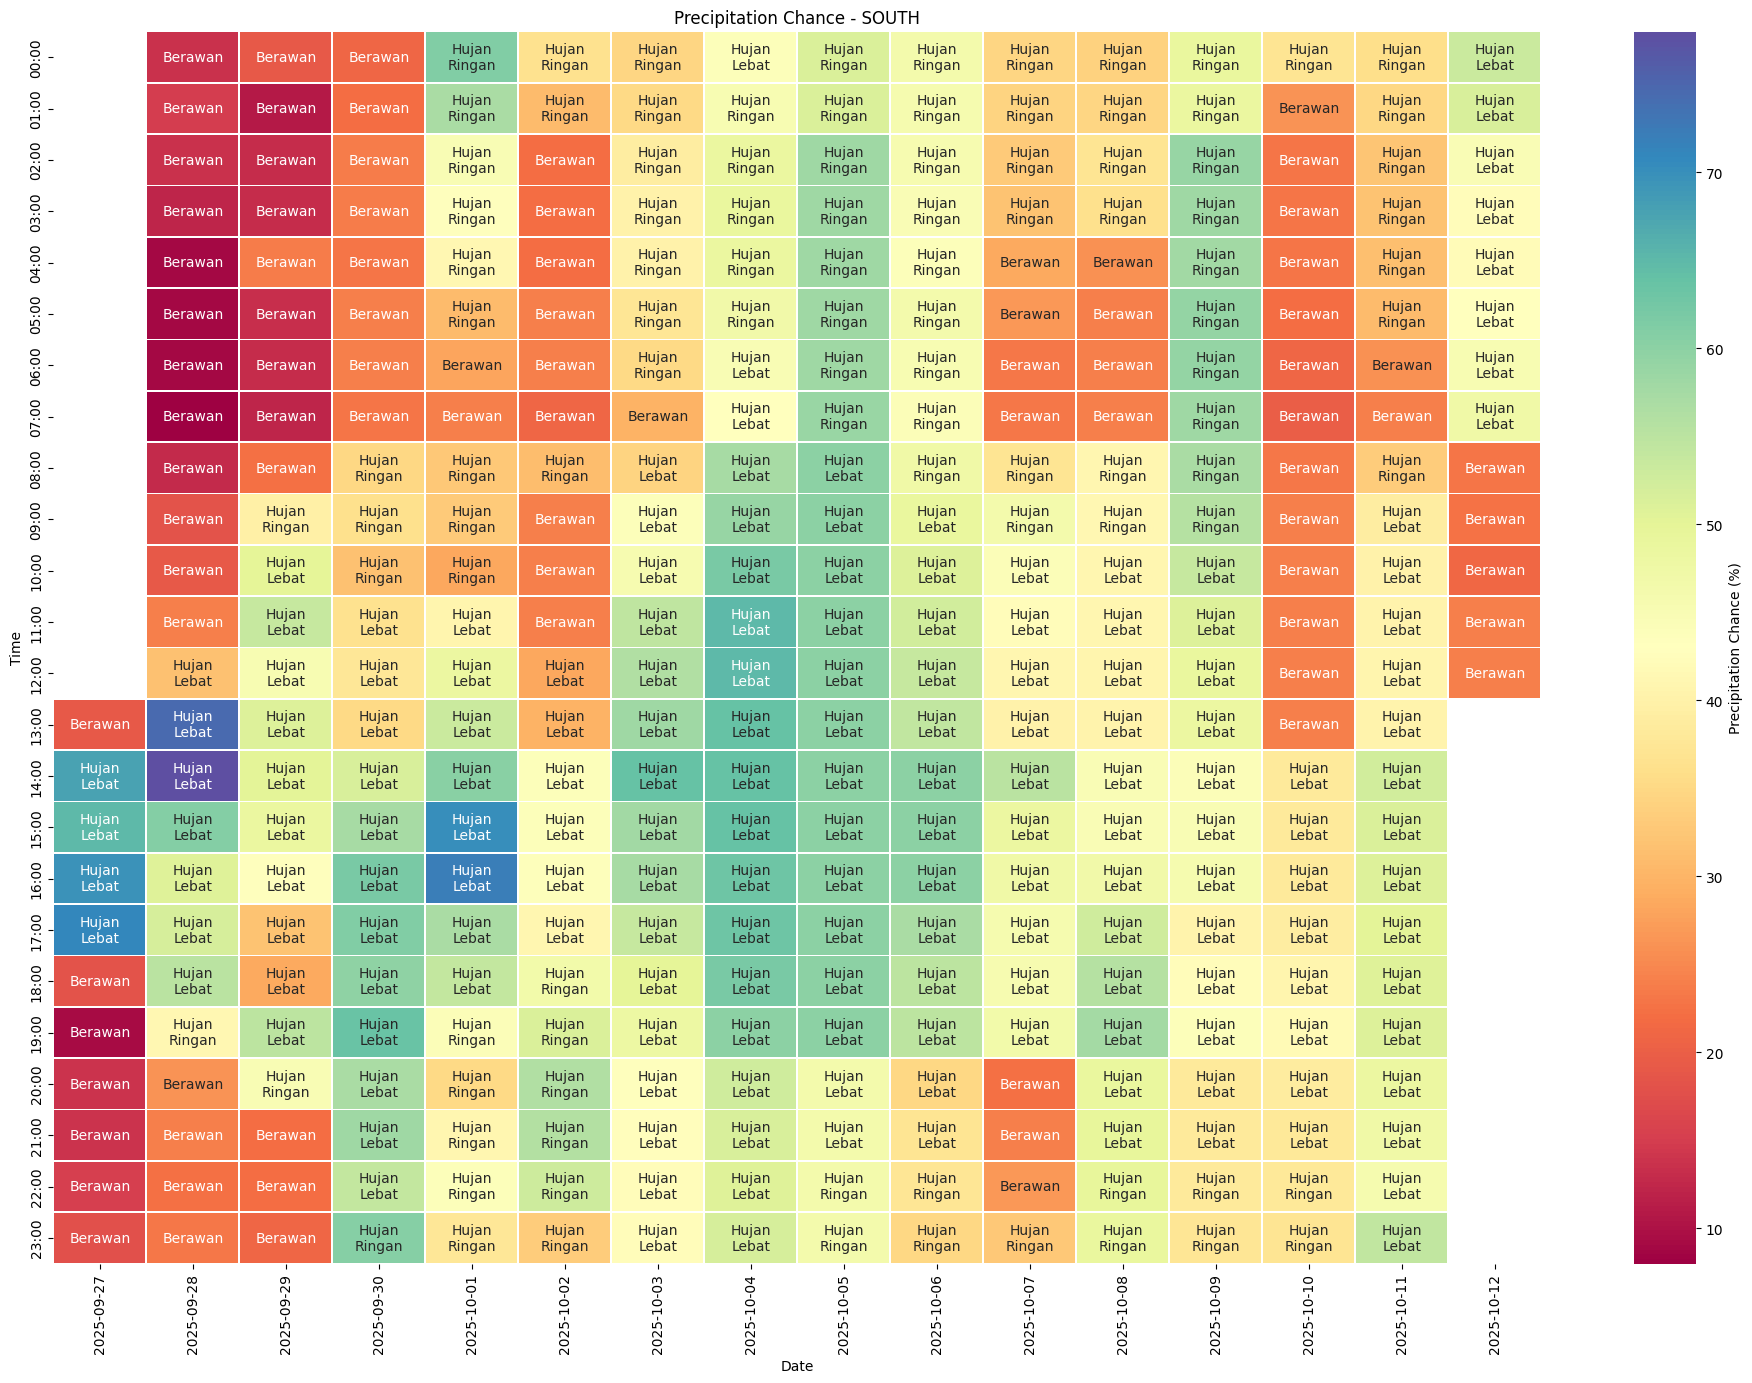 Precipitation Chance - SOUTH
00:00 Berawan Berawan Berawan Hujan Ringan Hujan Ringan Hujan Ringan Hujan Lebat Hujan Ringan Hujan Ringan Hujan Ringan Hujan Ringan Hujan Ringan Hujan Ringan Hujan Ringan Hujan Lebat
01:00 Berawan Berawan Berawan Hujan Ringan Hujan Ringan Hujan Ringan Hujan Ringan Hujan Ringan Hujan Ringan Hujan Ringan Hujan Ringan Hujan Ringan Berawan Hujan Ringan Hujan Lebat
02:00 Berawan Berawan Berawan Hujan Ringan Berawan Hujan Ringan Hujan Ringan Hujan Ringan Hujan Ringan Hujan Ringan Hujan Ringan Hujan Ringan Berawan Hujan Ringan Hujan Lebat
03:00 Berawan Berawan Berawan Hujan Ringan Berawan Hujan Ringan Hujan Ringan Hujan Ringan Hujan Ringan Hujan Ringan Hujan Ringan Hujan Ringan Berawan Hujan Ringan Hujan Lebat
04:00 Berawan Berawan Berawan Hujan Ringan Berawan Hujan Ringan Hujan Ringan Hujan Ringan Hujan Ringan Berawan Berawan Hujan Ringan Berawan Hujan Ringan Hujan Lebat
05:00 Berawan Berawan Berawan Hujan Ringan Berawan Hujan Ringan Hujan Ringan Hujan Ringan Hujan Ringan Berawan Berawan Hujan Ringan Berawan Hujan Ringan Hujan Lebat
06:00 Berawan Berawan Berawan Berawan Berawan Hujan Ringan Hujan Lebat Hujan Ringan Hujan Ringan Berawan Berawan Hujan Ringan Berawan Berawan Hujan Lebat
07:00 Berawan Berawan Berawan Berawan Berawan Berawan Hujan Lebat Hujan Ringan Hujan Ringan Berawan Berawan Hujan Ringan Berawan Berawan Hujan Lebat
08:00 Berawan Berawan Hujan Ringan Hujan Ringan Hujan Ringan Hujan Lebat Hujan Lebat Hujan Lebat Hujan Ringan Hujan Ringan Hujan Ringan Hujan Ringan Berawan Hujan Ringan Berawan
09:00 Berawan Hujan Ringan Hujan Ringan Hujan Ringan Berawan Hujan Lebat Hujan Lebat Hujan Lebat Hujan Lebat Hujan Ringan Hujan Ringan Hujan Ringan Berawan Hujan Lebat Berawan
10:00 Berawan Hujan Lebat Hujan Ringan Hujan Ringan Berawan Hujan Lebat Hujan Lebat Hujan Lebat Hujan Lebat Hujan Lebat Hujan Lebat Hujan Lebat Berawan Hujan Lebat Berawan
11:00 Berawan Hujan Lebat Hujan Lebat Hujan Lebat Berawan Hujan Lebat Hujan Lebat Hujan Lebat Hujan Lebat Hujan Lebat Hujan Lebat Hujan Lebat Berawan Hujan Lebat Berawan
12:00 Hujan Lebat Hujan Lebat Hujan Lebat Hujan Lebat Hujan Lebat Hujan Lebat Hujan Lebat Hujan Lebat Hujan Lebat Hujan Lebat Hujan Lebat Hujan Lebat Berawan Hujan Lebat Berawan
13:00 Berawan Hujan Lebat Hujan Lebat Hujan Lebat Hujan Lebat Hujan Lebat Hujan Lebat Hujan Lebat Hujan Lebat Hujan Lebat Hujan Lebat Hujan Lebat Hujan Lebat Berawan Hujan Lebat
14:00 Hujan Lebat Hujan Lebat Hujan Lebat Hujan Lebat Hujan Lebat Hujan Lebat Hujan Lebat Hujan Lebat Hujan Lebat Hujan Lebat Hujan Lebat Hujan Lebat Hujan Lebat Hujan Lebat Hujan Lebat
15:00 Hujan Lebat Hujan Lebat Hujan Lebat Hujan Lebat Hujan Lebat Hujan Lebat Hujan Lebat Hujan Lebat Hujan Lebat Hujan Lebat Hujan Lebat Hujan Lebat Hujan Lebat Hujan Lebat Hujan Lebat
16:00 Hujan Lebat Hujan Lebat Hujan Lebat Hujan Lebat Hujan Lebat Hujan Lebat Hujan Lebat Hujan Lebat Hujan Lebat Hujan Lebat Hujan Lebat Hujan Lebat Hujan Lebat Hujan Lebat Hujan Lebat
17:00 Hujan Lebat Hujan Lebat Hujan Lebat Hujan Lebat Hujan Lebat Hujan Lebat Hujan Lebat Hujan Lebat Hujan Lebat Hujan Lebat Hujan Lebat Hujan Lebat Hujan Lebat Hujan Lebat Hujan Lebat
18:00 Berawan Hujan Lebat Hujan Lebat Hujan Lebat Hujan Lebat Hujan Ringan Hujan Lebat Hujan Lebat Hujan Lebat Hujan Lebat Hujan Lebat Hujan Lebat Hujan Lebat Hujan Lebat Hujan Lebat
19:00 Berawan Hujan Ringan Hujan Lebat Hujan Lebat Hujan Ringan Hujan Ringan Hujan Lebat Hujan Lebat Hujan Lebat Hujan Lebat Hujan Lebat Hujan Lebat Hujan Lebat Hujan Lebat Hujan Lebat
20:00 Berawan Berawan Hujan Ringan Hujan Lebat Hujan Ringan Hujan Ringan Hujan Lebat Hujan Lebat Hujan Lebat Hujan Lebat Berawan Hujan Lebat Hujan Lebat Hujan Lebat Hujan Lebat
21:00 Berawan Berawan Berawan Hujan Lebat Hujan Ringan Hujan Ringan Hujan Lebat Hujan Lebat Hujan Lebat Hujan Lebat Berawan Hujan Lebat Hujan Lebat Hujan Lebat Hujan Lebat
22:00 Berawan Berawan Berawan Hujan Lebat Hujan Ringan Hujan Ringan Hujan Lebat Hujan Lebat Hujan Ringan Hujan Ringan Berawan Hujan Ringan Hujan Ringan Hujan Ringan Hujan Lebat
23:00 Berawan Berawan Berawan Hujan Ringan Hujan Ringan Hujan Ringan Hujan Lebat Hujan Lebat Hujan Ringan Hujan Ringan Hujan Ringan Hujan Ringan Hujan Ringan Hujan Ringan Hujan Lebat
Time
2025-09-27 2025-09-28 2025-09-29 2025-09-30 2025-10-01 2025-10-02 2025-10-03 2025-10-04 2025-10-05 2025-10-06 2025-10-07 2025-10-08 2025-10-09 2025-10-10 2025-10-11 2025-10-12
Date
70
60
50
40
30
20
10
Precipitation Chance (%)